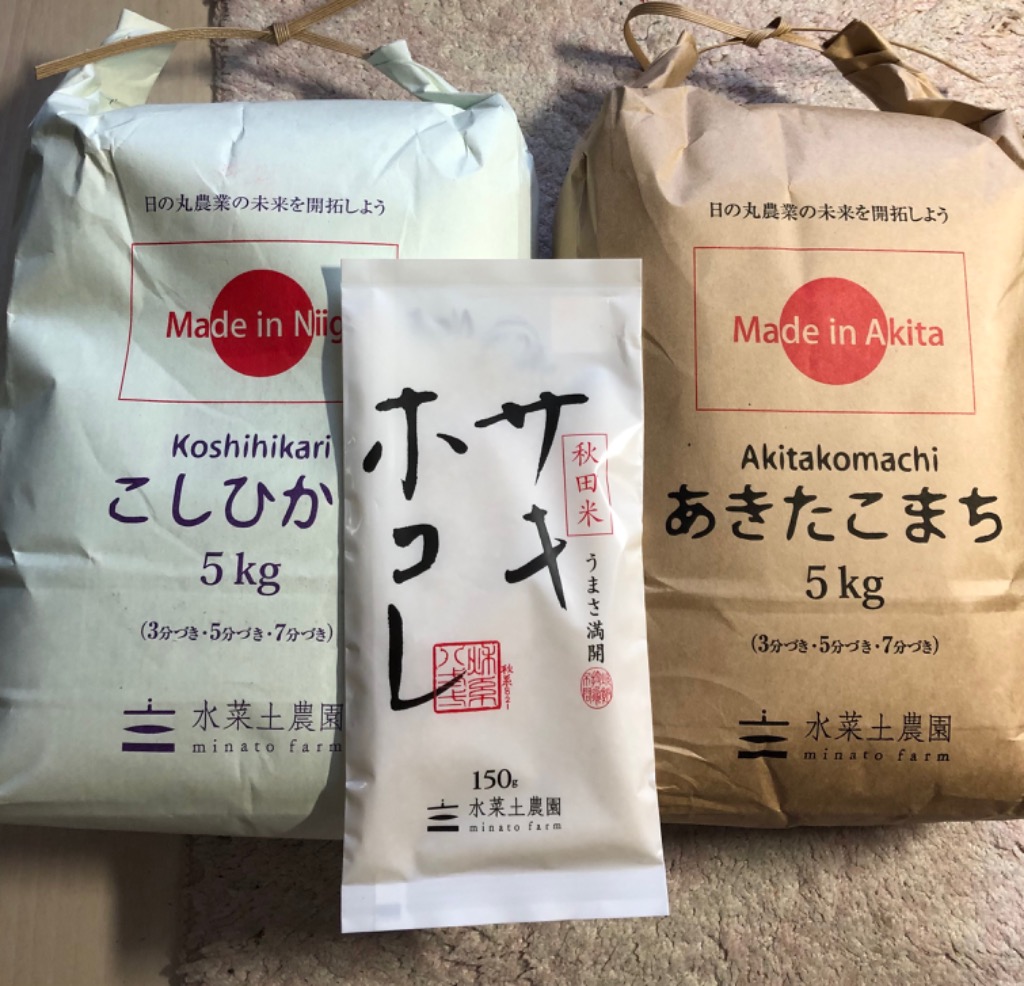 日の丸農業の未来を開拓しよう
Made in Niig
Koshihikari
こしひか
5 kg
(3分づき・5分づき・7分づき)
水菜土農園
minato farm
サキ
ホコレ
秋田米
うまさ満開
150g
水菜土農園
minato farm
日の丸農業の未来を開拓しよう
Made in Akita
Akitakomachi
あきたこまち
5 kg
(3分づき・5分づき・7分づき)
水菜土農園
minato farm